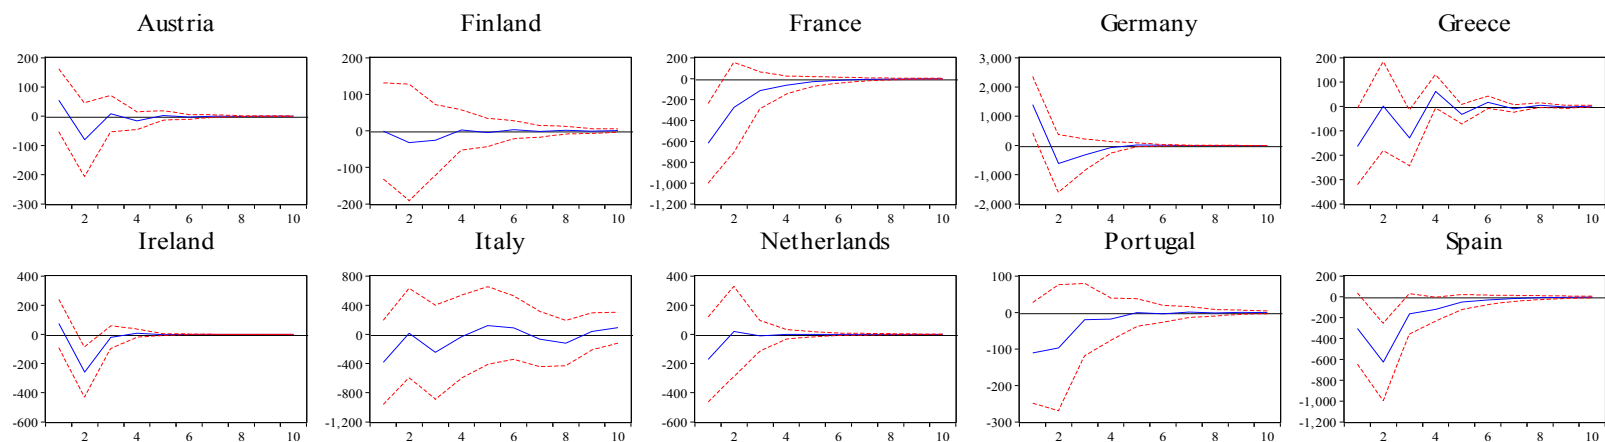 Austria Finland France Germany Greece
200 200 200 3,000 200
100 100 0 2,000 100
0 0 -200 1,000 0
-100 -100 -400 0 -100
-200 -200 -600 -1,000 -200
-300 -800 -2,000 -300
-1,000 -400
-1,200
2 4 6 8 10 2 4 6 8 10 2 4 6 8 10 2 4 6 8 10 2 4 6 8 10
Ireland Italy Netherlands Portugal Spain
400 800 400 100 200
200 400 200 0 0
0 0 0 -100 -200
-200 -400 -200 -200 -400
-400 -800 -400 -300 -600
-600 -1,200 -600 -800
-1,000
-1,200
2 4 6 8 10 2 4 6 8 10 2 4 6 8 10 2 4 6 8 10 2 4 6 8 10